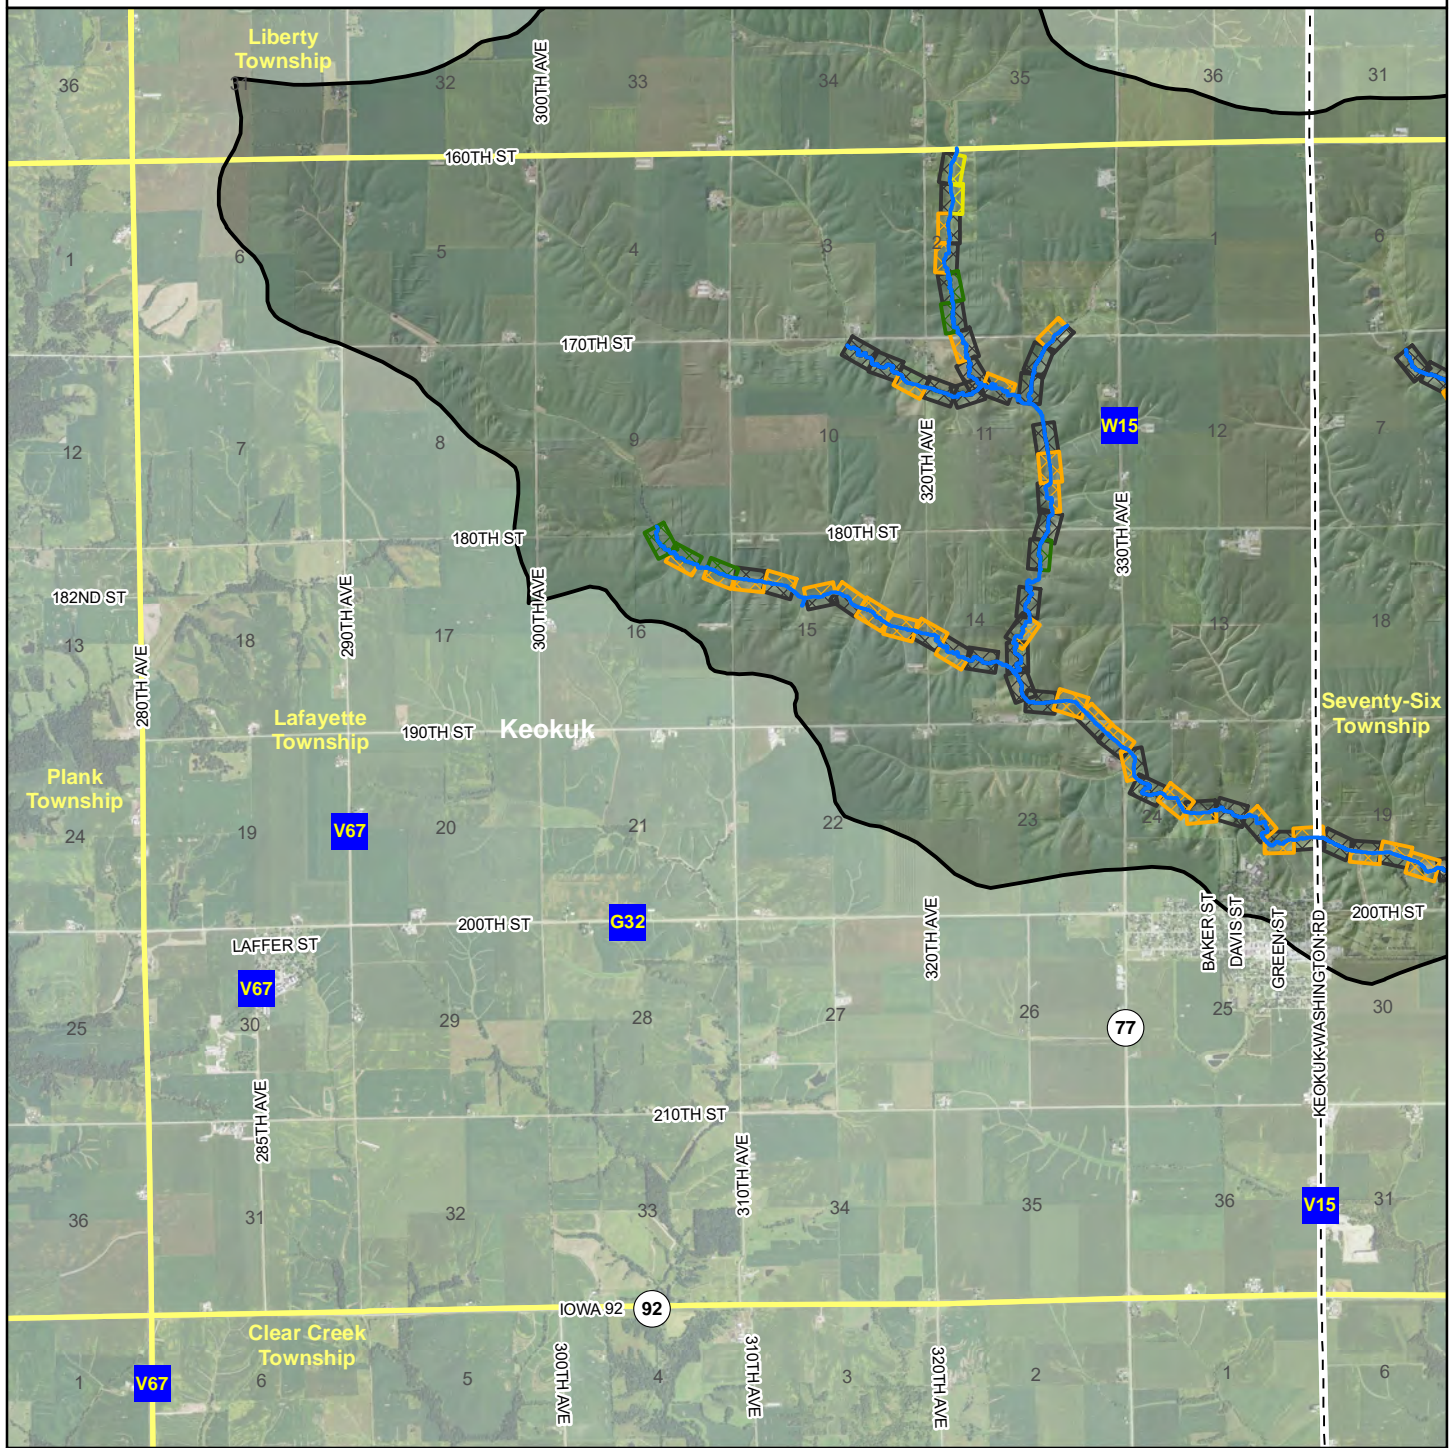 Liberty
Township
36
31
32
300TH AVE
33
34
35
36
31
160TH ST
1
6
5
4
3
2
1
6
170TH ST
12
7
8
9
10
320TH AVE
11
W15
12
7
180TH ST
180TH ST
330TH AVE
182ND ST
290TH AVE
300TH AVE
13
18
17
16
15
14
13
18
280TH AVE
Lafayette
Township
190TH ST
Keokuk
Seventy-Six
Township
Plank
Township
24
19
V67
20
21
22
23
24
19
LAFFER ST
200TH ST
G32
320TH AVE
BAKER ST
DAVIS ST
GREEN ST
KEOKUK-WASHINGTON RD
200TH ST
V67
25
30
29
28
27
26
77
25
30
285TH AVE
210TH ST
310TH AVE
36
31
32
33
34
35
36
V15
31
IOWA 92
92
Clear Creek
Township
1
V67
6
5
300TH AVE
4
310TH AVE
3
320TH AVE
2
1
6